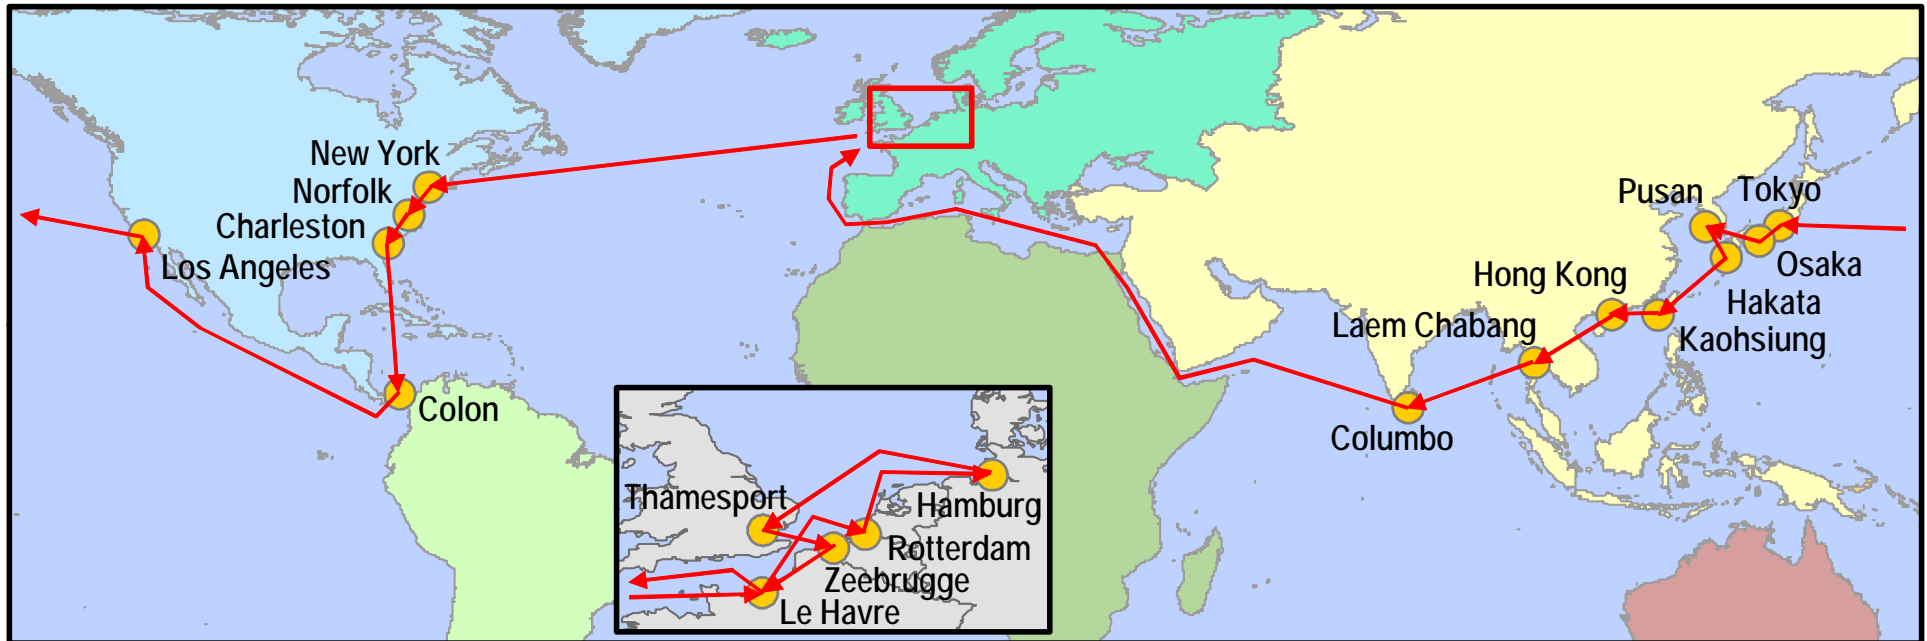 New York
Norfolk
Charleston
Los Angeles
Colon
Pusan
Tokyo
Osaka
Hakata
Hong Kong
Kaohsiung
Laem Chabang
Columbo
Thamesport
Hamburg
Rotterdam
Zeebrugge
Le Havre